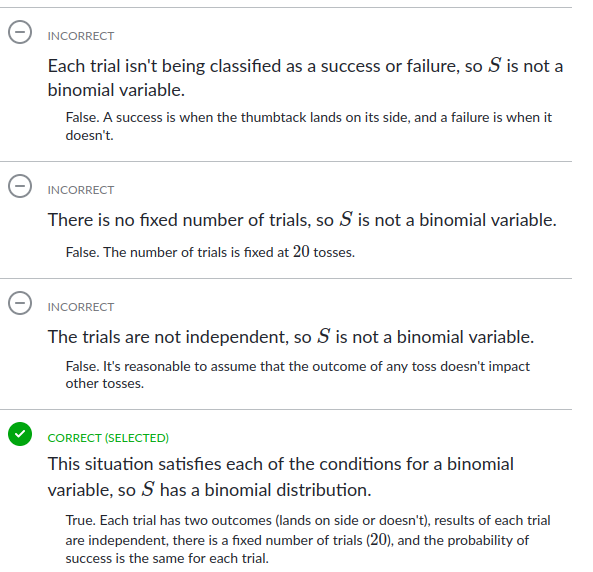 INCORRECT
Each trial isn't being classified as a success or failure, so S is not a
binomial variable.
False. A success is when the thumbtack lands on its side, and a failure is when it
doesn't.
INCORRECT
There is no fixed number of trials, so S is not a binomial variable.
False. The number of trials is fixed at 20 tosses.
INCORRECT
The trials are not independent, so S is not a binomial variable.
False. It's reasonable to assume that the outcome of any toss doesn't impact
other tosses.
CORRECT (SELECTED)
This situation satisfies each of the conditions for a binomial
variable, so S has a binomial distribution.
True. Each trial has two outcomes (lands on side or doesn't), results of each trial
are independent, there is a fixed number of trials (20), and the probability of
success is the same for each trial.